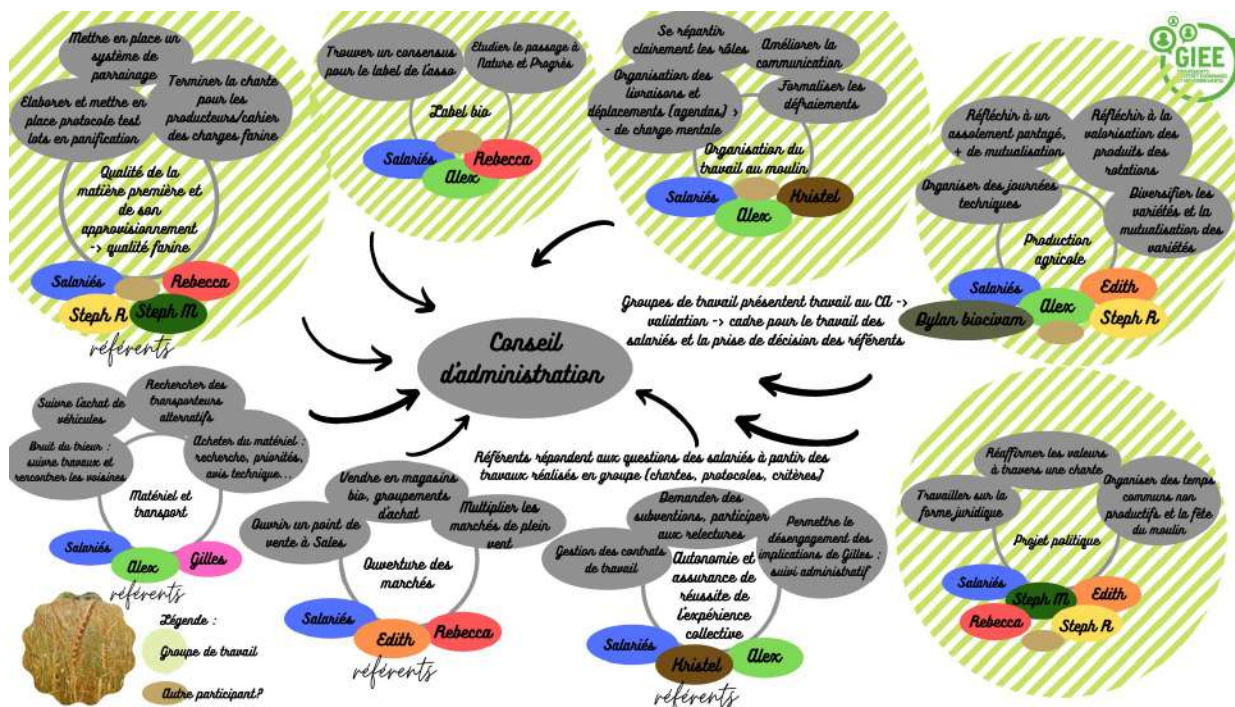 Mettre en place un
système de
parrainage
Elaborer et mettre en
place protocole test
lots en panification
Terminer la charte
pour les
producteurs/cahier
des charges farine
Qualité de la
matière première et
de son
approvisionnement
-> qualité farine
Salariés
Rebecca
Steph R
Steph M
référents
Trouver un consensus
pour le label de l'asso
Etudier le passage à
Nature et Progrès
Label bio
Salariés
Rebecca
Alex
Se répartir
clairement les rôles
Améliorer la
communication
Organisation des
livraisons et
déplacements (agendas) >
- de charge mentale
Formaliser les
défraiements
Organisation du
travail au moulin
Salariés
Kristel
Alex
GIEE
Réfléchir à un
assolement partagé,
+ de mutualisation
Réfléchir à la
valorisation des
produits des
rotations
Organiser des journées
techniques
Diversifier les
variétés et la
mutualisation des
variétés
Production
agricole
Salariés
Edith
Alex
Dylan biocivam
Steph R
Groupes de travail présentent travail au CA ->
validation -> cadre pour le travail des
salariés et la prise de décision des référents
Conseil
d'administration
Suivre l'achat de
véhicules
Rechercher des
transporteurs
alternatifs
Bruit du trieur :
suivre travaux et
rencontrer les voisines
Acheter du matériel :
recherche, priorités,
avis technique...
Matériel et
transport
Salariés
Gilles
Alex
référents
Référents répondent aux questions des salariés à partir des
travaux réalisés en groupe (chartes, protocoles, critères)
Ouvrir un point de
vente à Sales
Vendre en magasins
bio, groupements
d'achat
Multiplier les
marchés de plein
vent
Ouverture des
marchés
Salariés
Edith
Rebecca
référents
Gestion des contrats
de travail
Demander des
subventions, participer
aux relectures
Permettre le
désengagement des
implications de Gilles :
suivi administratif
Autonomie et
assurance de
réussite de
l'expérience
collective
Salariés
Kristel
Alex
référents
Travailler sur la
forme juridique
Réaffirmer les valeurs
à travers une charte
Organiser des temps
communs non
productifs et la fête
du moulin
Projet politique
Salariés
Steph M
Edith
Rebecca
Steph R
Légende :
Groupe de travail
Autre participant?